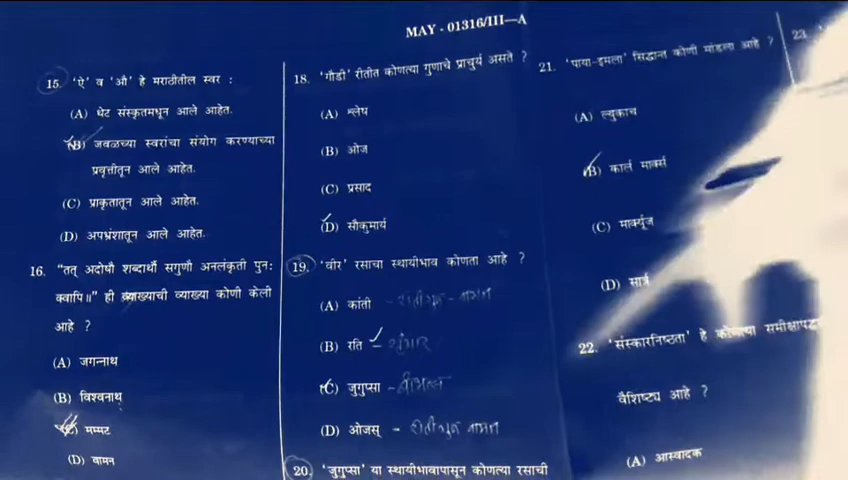 MAY - 01316/III—A
15. 'ऐ' व 'औ' हे मराठीतील स्वर :
(A) थेट संस्कृतमधून आले आहेत.
(B) जवळच्या स्वरांचा संयोग करण्याच्या
प्रवृत्तीतून आले आहेत.
(C) प्राकृतातून आले आहेत.
(D) अपभ्रंशातून आले आहेत.
16. "तत् अदोषौ शब्दार्थौ सगुणौ अनलंकृती पुनः
क्वापि॥" ही व्याख्याची व्याख्या कोणी केली
आहे ?
(A) जगन्नाथ
(B) विश्वनाथ
(C) मम्मट
(D) वामन
18. 'गौडी' रीतीत कोणत्या गुणाचे प्राचुर्य असते ?
(A) श्लेष
(B) ओज
(C) प्रसाद
(D) सौकुमार्य
19. 'वीर' रसाचा स्थायीभाव कोणता आहे ?
(A) कांती
(B) रति – शृंगार
(C) जुगुप्सा – बीभत्स
(D) ओजस् – वामन
20. 'जुगुप्सा' या स्थायीभावापासून कोणत्या रसाची
21. 'पाया-इमला' सिद्धान्त कोणी मांडला आहे ?
(A) ल्युकाच
(B) कार्ल मार्क्स
(C) मार्क्यूज
(D) सार्त्र
22. 'संस्कारनिष्ठता' हे कोणत्या
वैशिष्ट्य आहे ?
(A) आस्वादक
23.